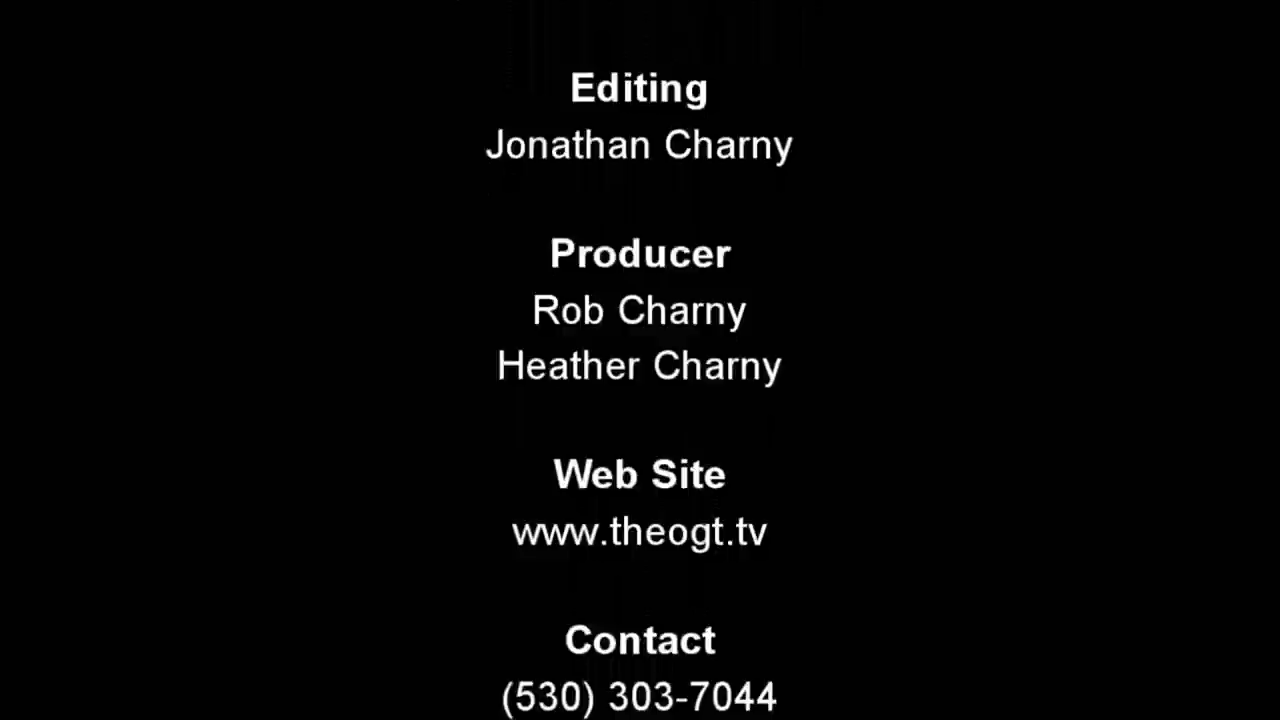 Editing
Jonathan Charny
Producer
Rob Charny
Heather Charny
Web Site
www.theogt.tv
Contact
(530) 303-7044